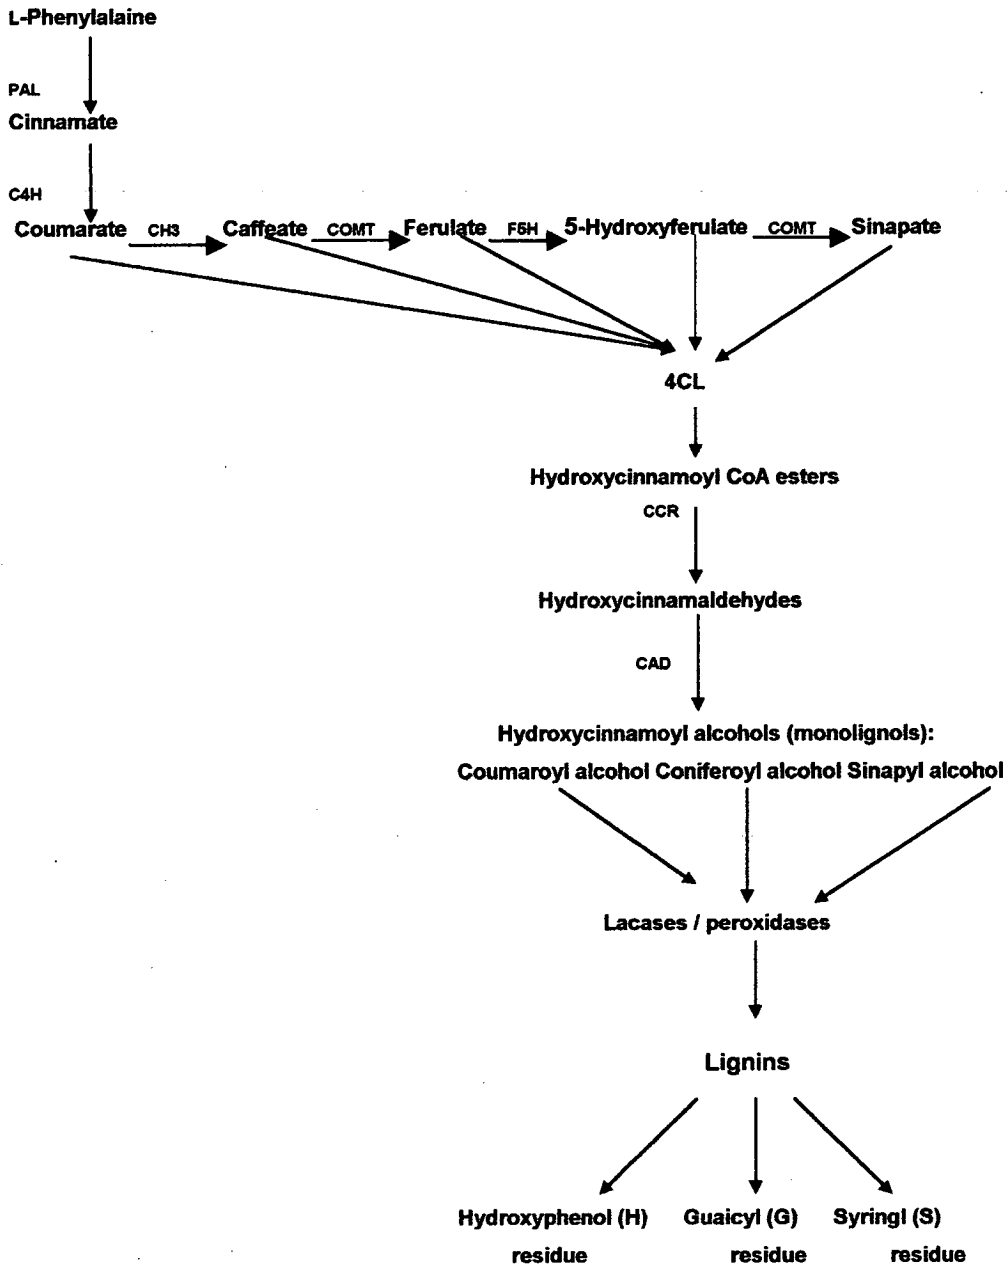 L-Phenylalaine
PAL
Cinnamate
C4H
Coumarate CH3 Caffeate COMT Ferulate F5H 5-Hydroxyferulate COMT Sinapate
4CL
Hydroxycinnamoyl CoA esters
CCR
Hydroxycinnamaldehydes
CAD
Hydroxycinnamoyl alcohols (monolignols):
Coumaroyl alcohol Coniferoyl alcohol Sinapyl alcohol
Lacases / peroxidases
Lignins
Hydroxyphenol (H) Guaicyl (G) Syringl (S)
residue residue residue